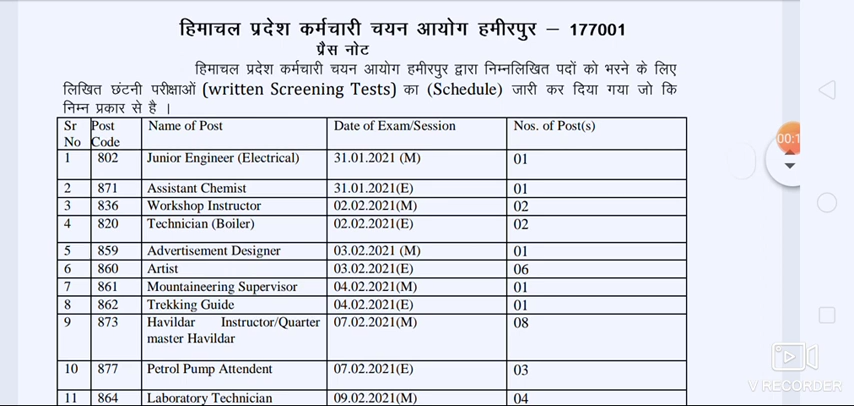 हिमाचल प्रदेश कर्मचारी चयन आयोग हमीरपुर – 177001
प्रैस नोट
हिमाचल प्रदेश कर्मचारी चयन आयोग हमीरपुर द्वारा निम्नलिखित पदों को भरने के लिए
लिखित छंटनी परीक्षाओं (written Screening Tests) का (Schedule) जारी कर दिया गया जो कि
निम्न प्रकार से है ।
Sr Post Name of Post Date of Exam/Session Nos. of Post(s)
No Code
1 802 Junior Engineer (Electrical) 31.01.2021 (M) 01
2 871 Assistant Chemist 31.01.2021(E) 01
3 836 Workshop Instructor 02.02.2021(M) 02
4 820 Technician (Boiler) 02.02.2021(E) 02
5 859 Advertisement Designer 03.02.2021 (M) 01
6 860 Artist 03.02.2021(E) 06
7 861 Mountaineering Supervisor 04.02.2021(M) 01
8 862 Trekking Guide 04.02.2021(E) 01
9 873 Havildar Instructor/Quarter 07.02.2021(M) 08
master Havildar
10 877 Petrol Pump Attendent 07.02.2021(E) 03
11 864 Laboratory Technician 09.02.2021(M) 04
00:1
V RECORDER